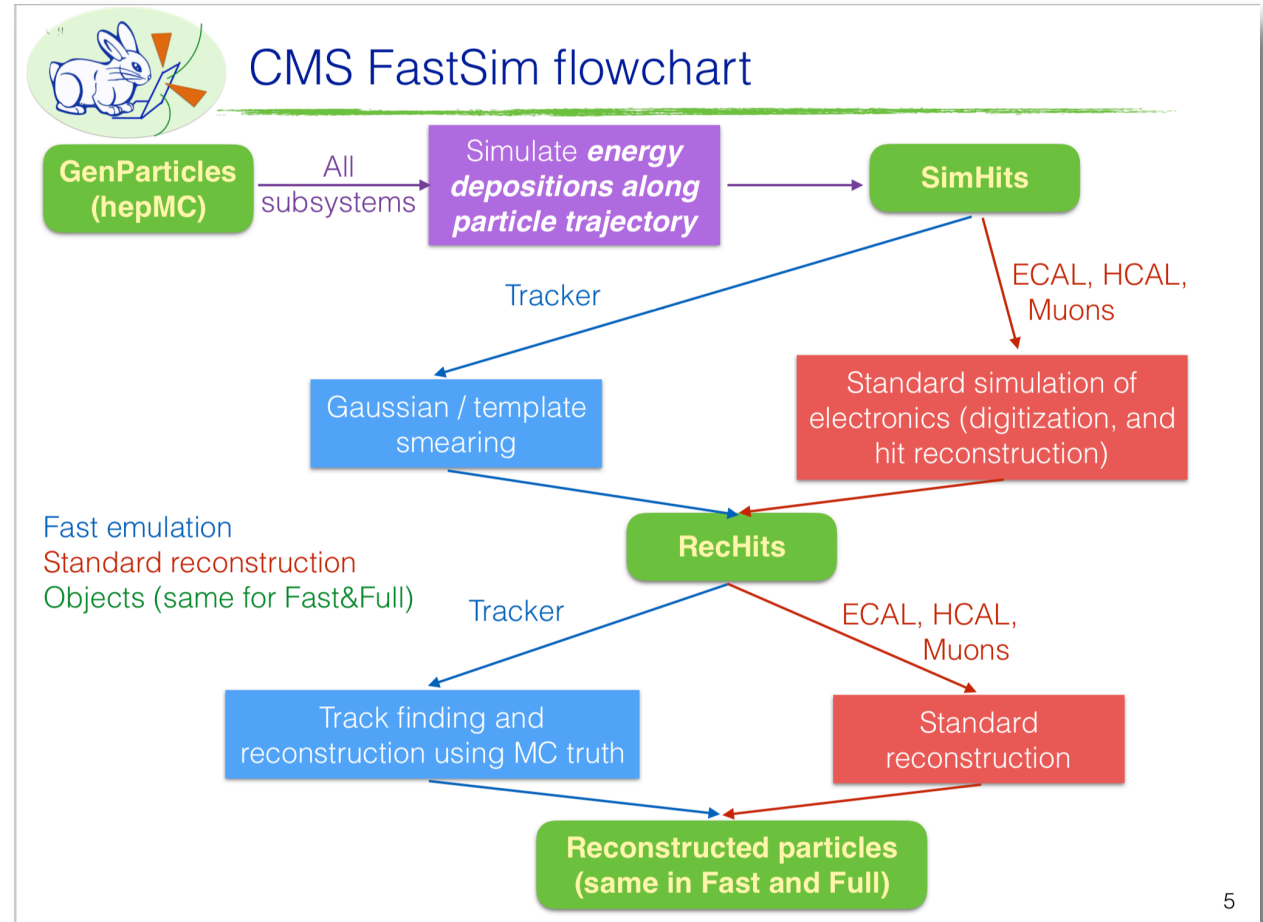 CMS FastSim flowchart
GenParticles
(hepMC)
All
subsystems
Simulate energy
depositions along
particle trajectory
SimHits
Tracker
ECAL, HCAL,
Muons
Gaussian / template
smearing
Standard simulation of
electronics (digitization, and
hit reconstruction)
Fast emulation
Standard reconstruction
Objects (same for Fast&Full)
RecHits
Tracker
ECAL, HCAL,
Muons
Track finding and
reconstruction using MC truth
Standard
reconstruction
Reconstructed particles
(same in Fast and Full)
5